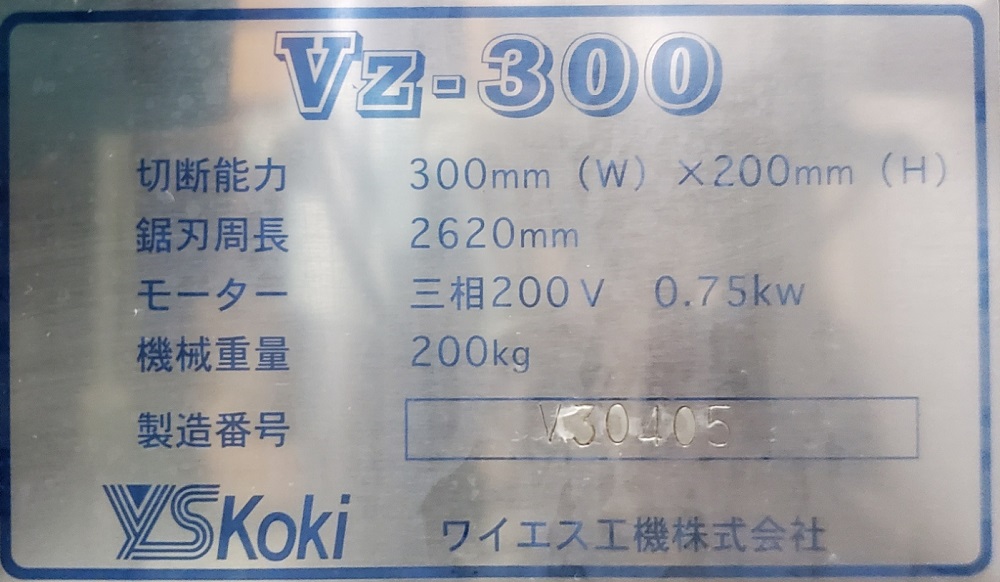 Vz-300
切断能力 300mm（W）×200mm（H）
鋸刃周長 2620mm
モーター 三相200V 0.75kw
機械重量 200kg
製造番号 V30405
YSKoki ワイエス工機株式会社